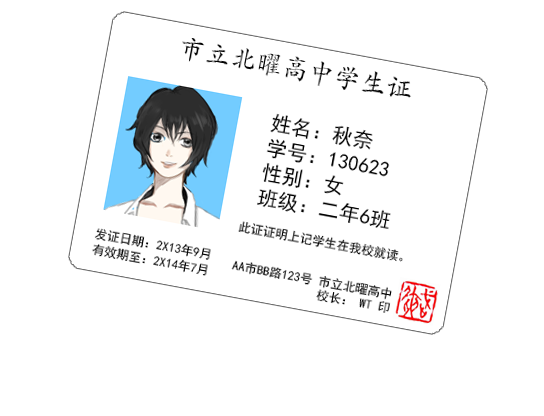 市立北曜高中学生证
姓名：秋奈
学号：130623
性别：女
班级：二年6班
此证证明上记学生在我校就读。
发证日期：2X13年9月
有效期至：2X14年7月
AA市BB路123号 市立北曜高中
校长： WT 印